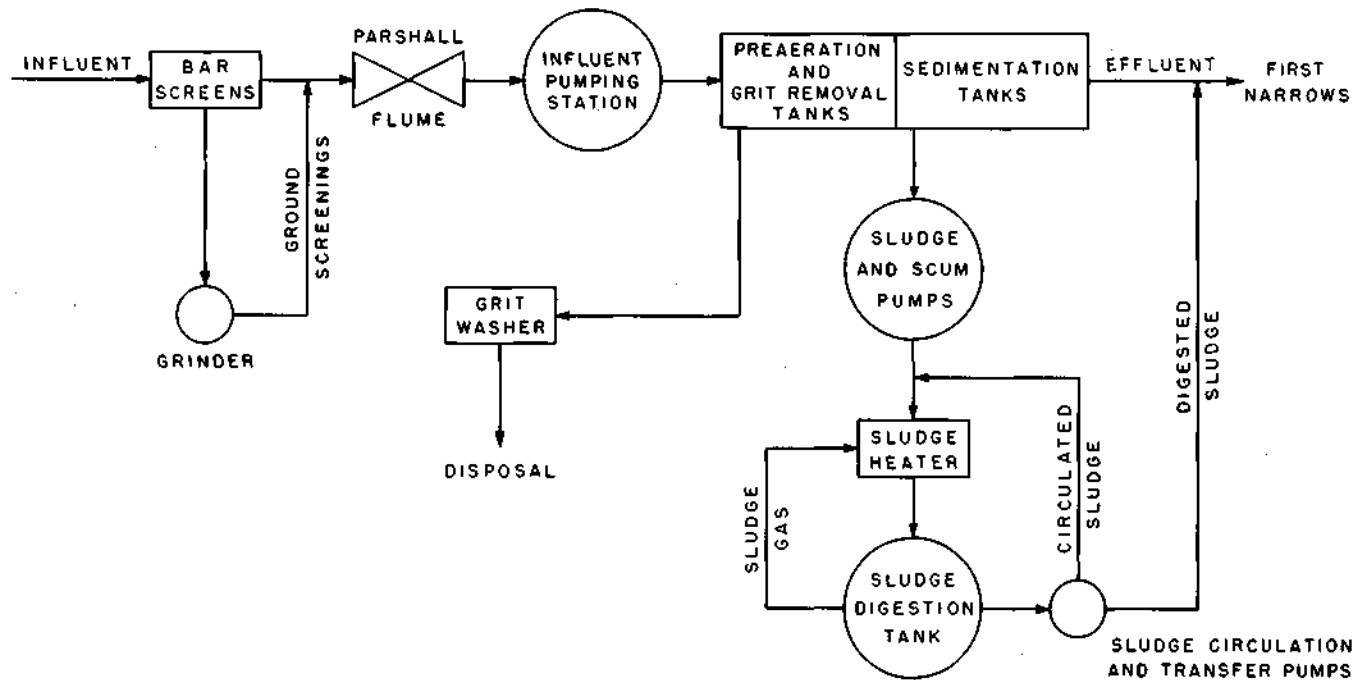 INFLUENT
BAR
SCREENS
PARSHALL
FLUME
INFLUENT
PUMPING
STATION
PREAERATION
AND
GRIT REMOVAL
TANKS
SEDIMENTATION
TANKS
EFFLUENT
FIRST
NARROWS
GROUND
SCREENINGS
GRINDER
GRIT
WASHER
DISPOSAL
SLUDGE
AND SCUM
PUMPS
SLUDGE
HEATER
SLUDGE
GAS
CIRCULATED
SLUDGE
DIGESTED
SLUDGE
SLUDGE
DIGESTION
TANK
SLUDGE CIRCULATION
AND TRANSFER PUMPS